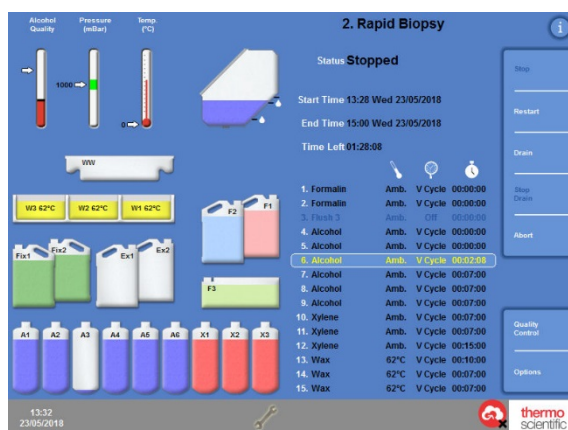 Alcohol Quality
Pressure (mBar)
Temp. (°C)
1000
0
WW
W3 62°C
W2 62°C
W1 62°C
F2
F1
Fix1
Fix2
Ex1
Ex2
F3
A1
A2
A3
A4
A5
A6
X1
X2
X3
2. Rapid Biopsy
i
Status Stopped
Start Time 13:28 Wed 23/05/2018
End Time 15:00 Wed 23/05/2018
Time Left 01:28:08
1. Formalin Amb. V Cycle 00:00:00
2. Formalin Amb. V Cycle 00:00:00
3. Flush 3 Amb. Off 00:00:00
4. Alcohol Amb. V Cycle 00:00:00
5. Alcohol Amb. V Cycle 00:00:00
6. Alcohol Amb. V Cycle 00:02:08
7. Alcohol Amb. V Cycle 00:07:00
8. Alcohol Amb. V Cycle 00:07:00
9. Alcohol Amb. V Cycle 00:07:00
10. Xylene Amb. V Cycle 00:07:00
11. Xylene Amb. V Cycle 00:07:00
12. Xylene Amb. V Cycle 00:15:00
13. Wax 62°C V Cycle 00:10:00
14. Wax 62°C V Cycle 00:07:00
15. Wax 62°C V Cycle 00:07:00
Stop
Restart
Drain
Stop Drain
Abort
Quality Control
Options
13:32
23/05/2018
thermo
scientific